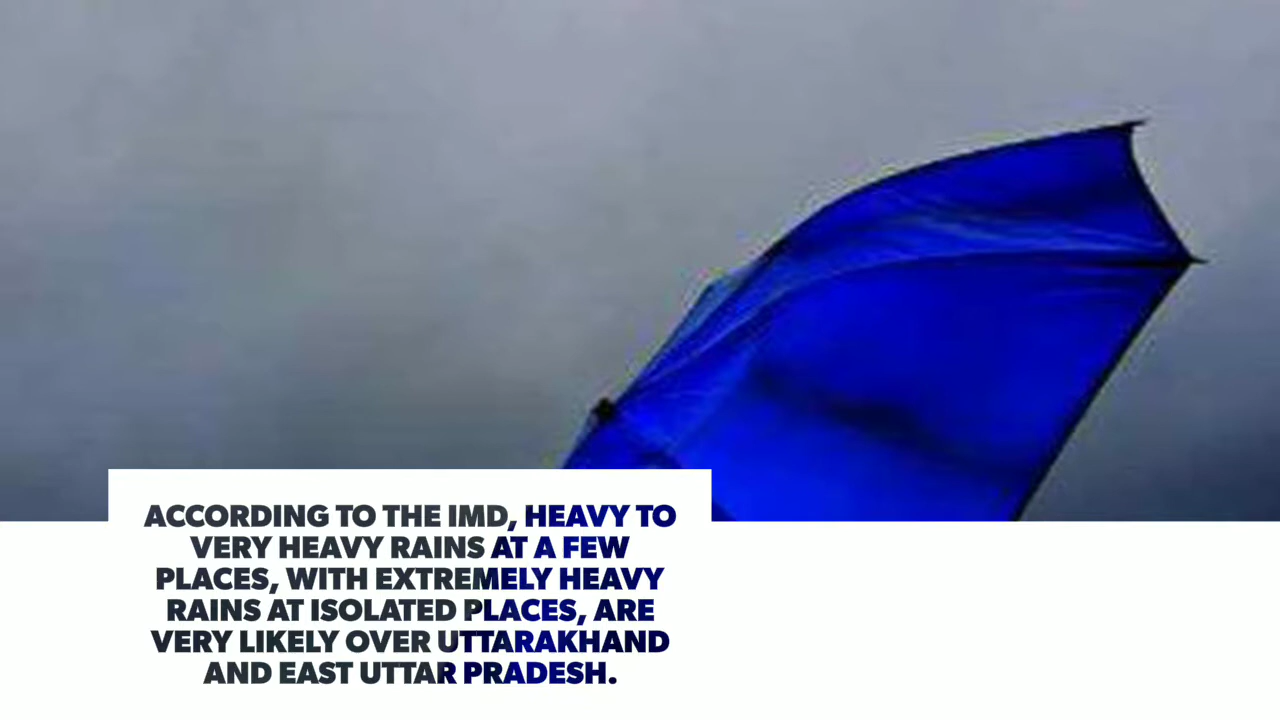 ACCORDING TO THE IMD, HEAVY TO
VERY HEAVY RAINS AT A FEW
PLACES, WITH EXTREMELY HEAVY
RAINS AT ISOLATED PLACES, ARE
VERY LIKELY OVER UTTARAKHAND
AND EAST UTTAR PRADESH.